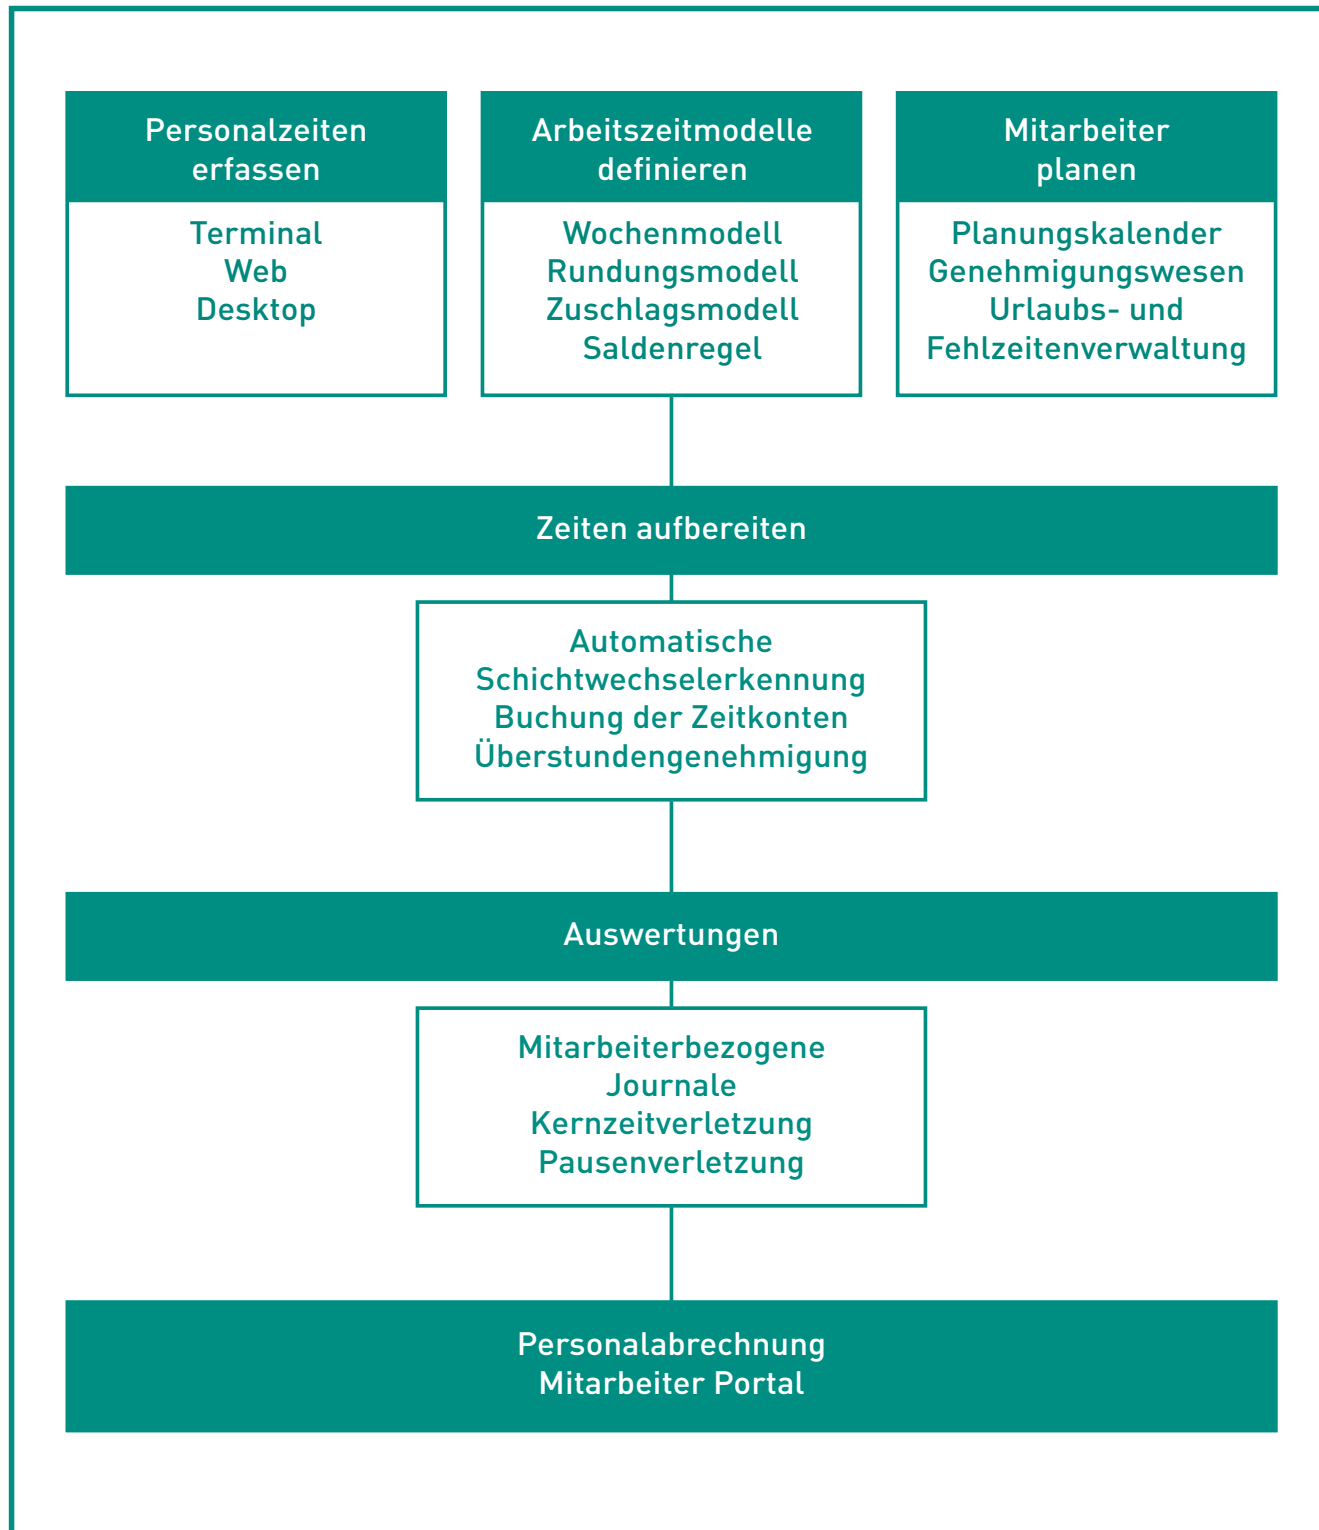 Personalzeiten
erfassen
Terminal
Web
Desktop
Arbeitszeitmodelle
definieren
Wochenmodell
Rundungsmodell
Zuschlagsmodell
Saldenregel
Mitarbeiter
planen
Planungskalender
Genehmigungswesen
Urlaubs- und
Fehlzeitenverwaltung
Zeiten aufbereiten
Automatische
Schichtwechselerkennung
Buchung der Zeitkonten
Überstundengenehmigung
Auswertungen
Mitarbeiterbezogene
Journale
Kernzeitverletzung
Pausenverletzung
Personalabrechnung
Mitarbeiter Portal